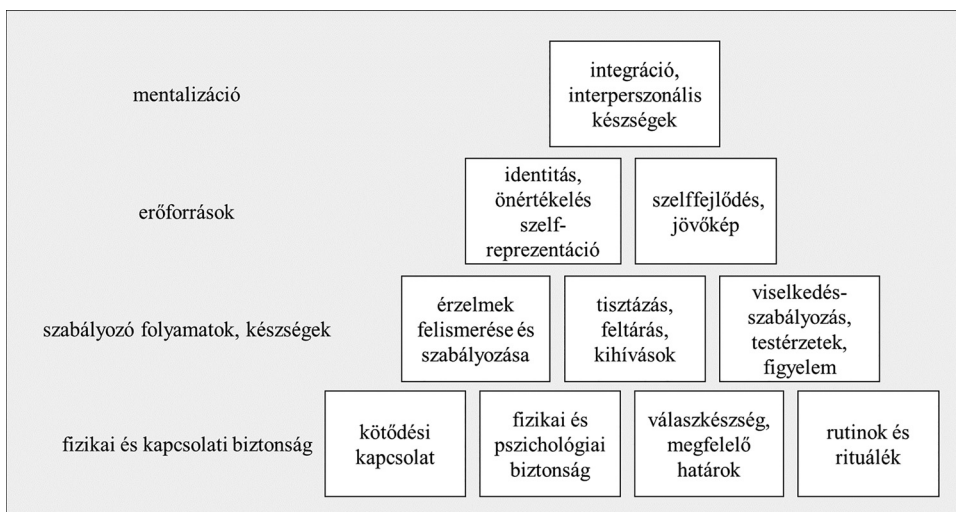 mentalizáció
integráció,
interperszonális
készségek
erőforrások
identitás,
önértékelés
szelf-
reprezentáció
szelffejlődés,
jövőkép
szabályozó folyamatok, készségek
érzelmek
felismerése és
szabályozása
tisztázás,
feltárás,
kihívások
viselkedés-
szabályozás,
testérzetek,
figyelem
fizikai és kapcsolati biztonság
kötődési
kapcsolat
fizikai és
pszichológiai
biztonság
válaszkészség,
megfelelő
határok
rutinok és
rituálék